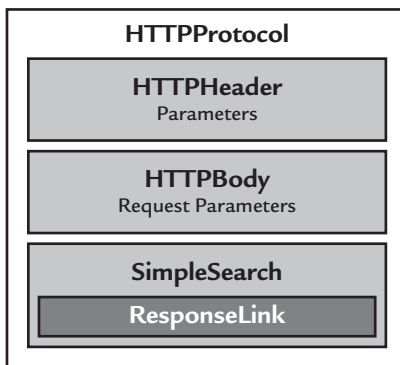 HTTPProtocol
HTTPHeader
Parameters
HTTPBody
Request Parameters
SimpleSearch
ResponseLink